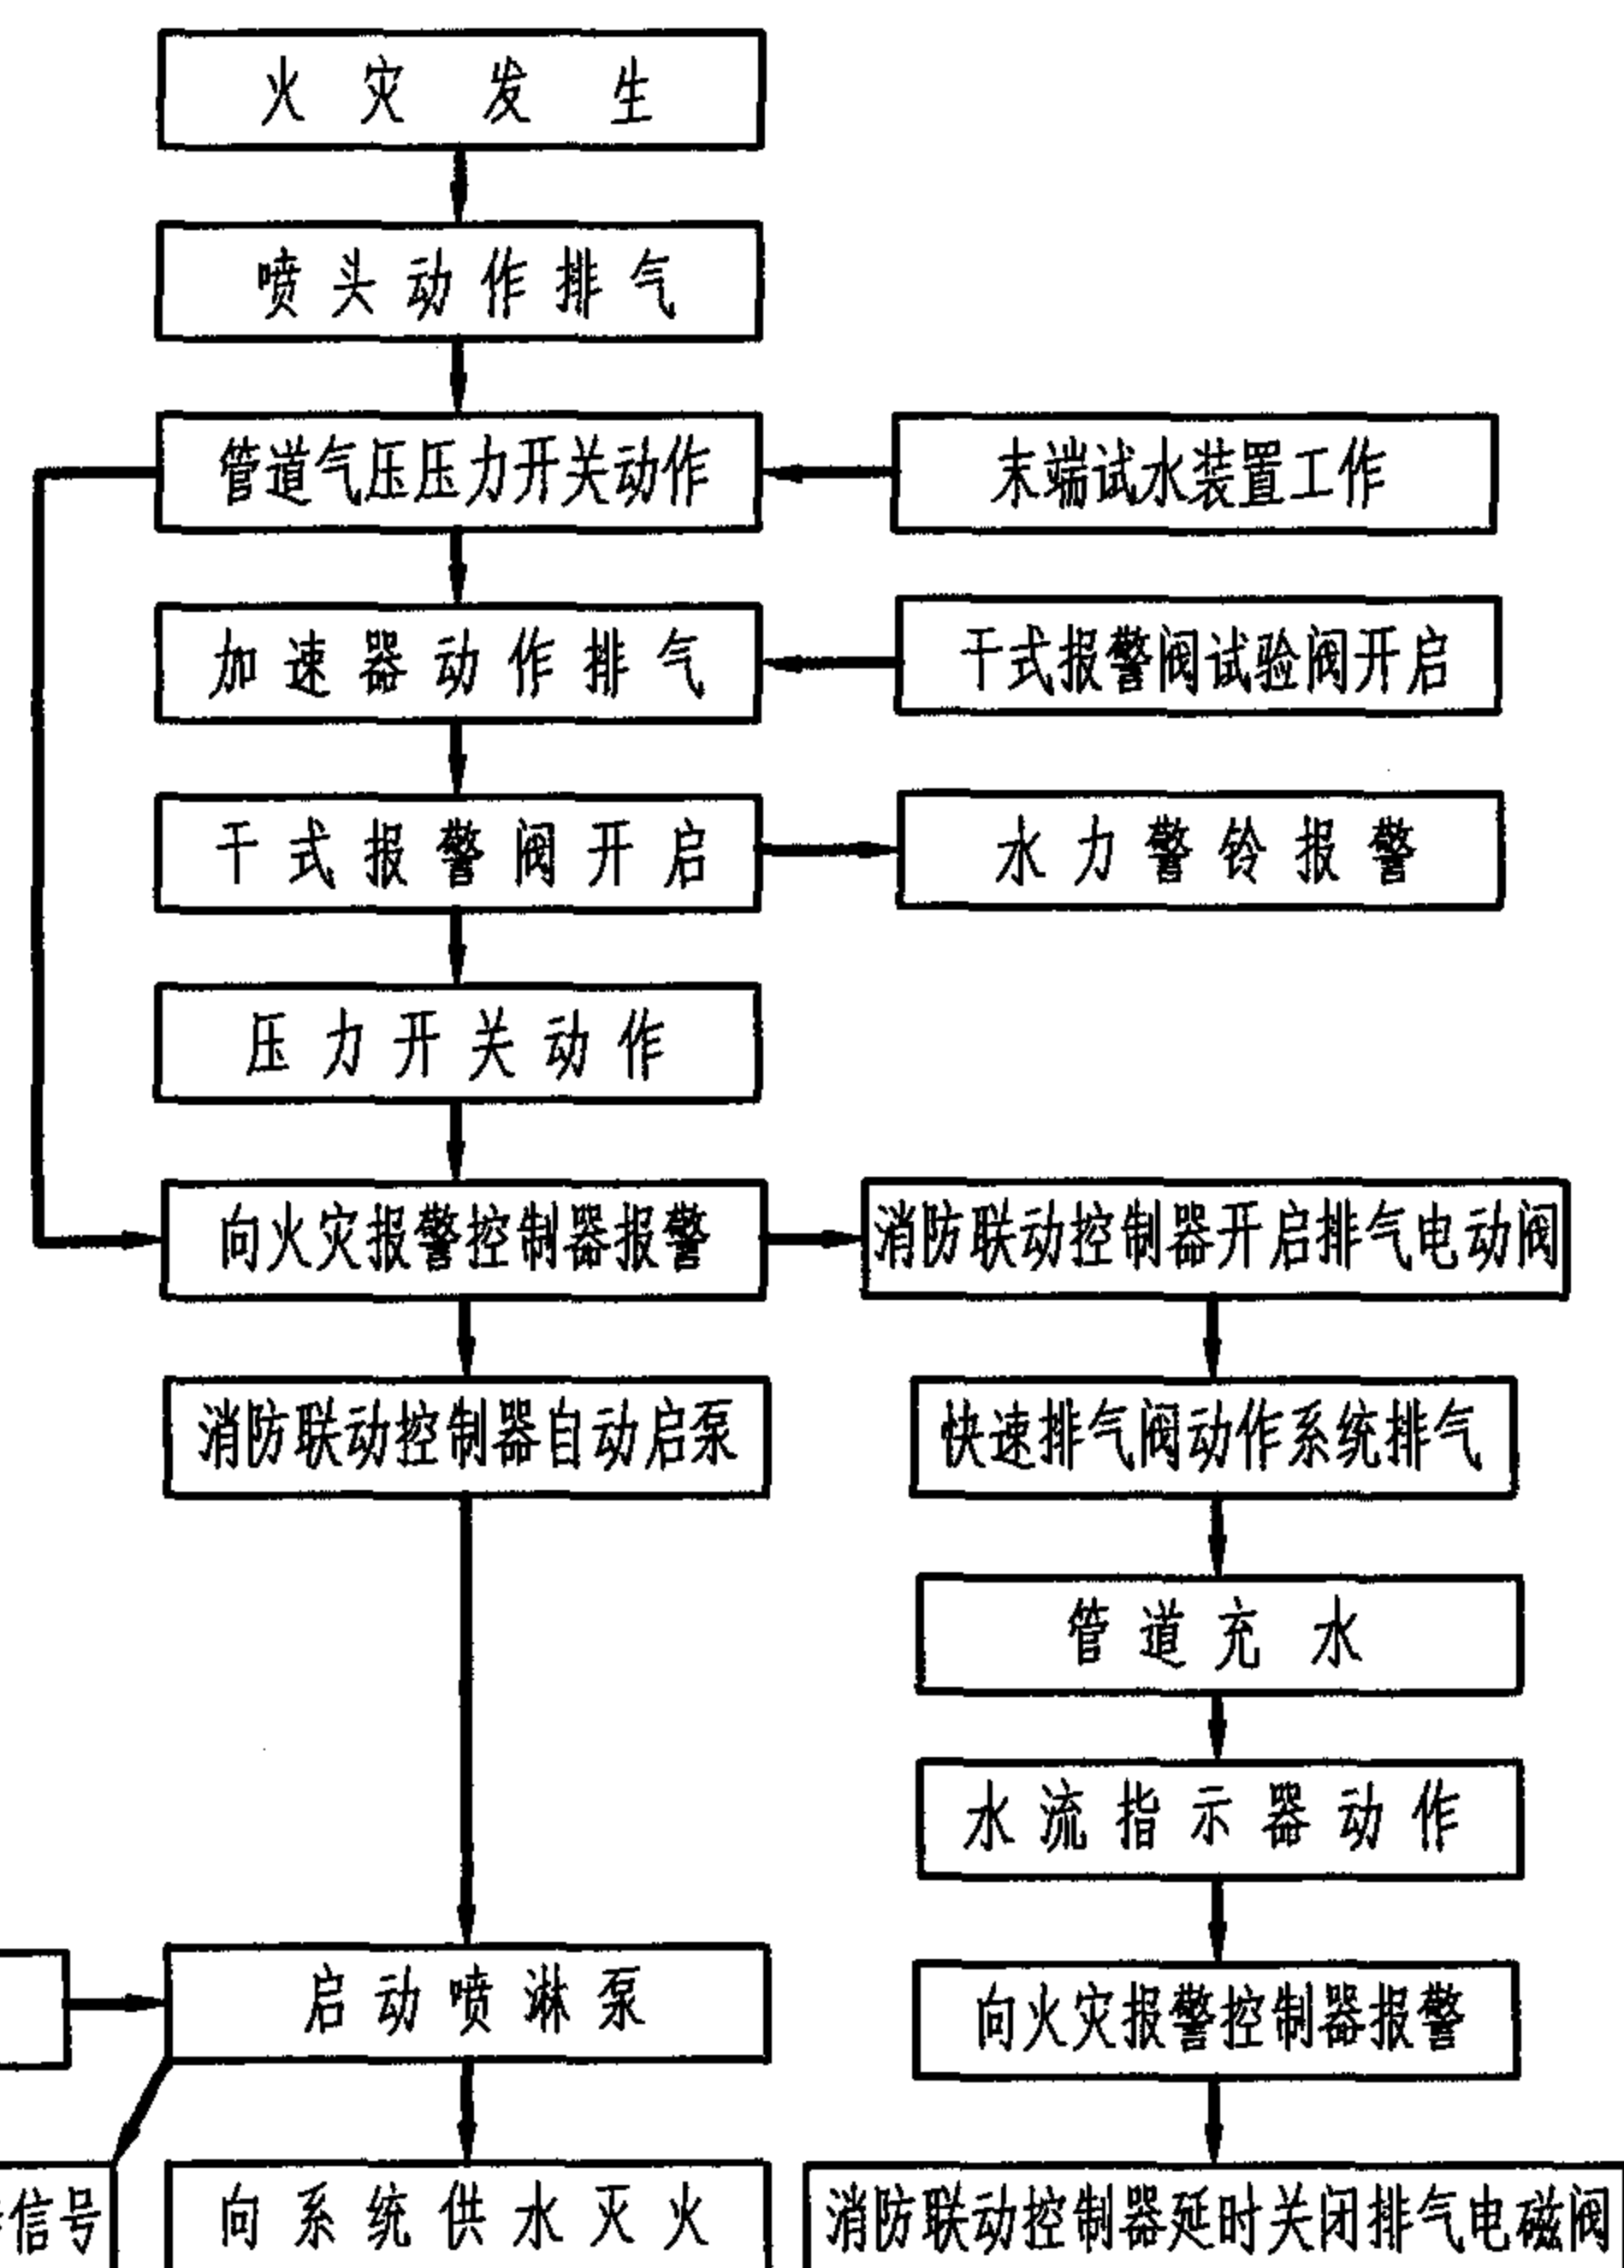 火灾发生
喷头动作排气
管道气压压力开关动作
末端试水装置工作
加速器动作排气
干式报警阀试验阀开启
干式报警阀开启
水力警铃报警
压力开关动作
向火灾报警控制器报警
消防联动控制器开启排气电动阀
消防联动控制器自动启泵
快速排气阀动作系统排气
管道充水
水流指示器动作
启动喷淋泵
向火灾报警控制器报警
信号
向系统供水灭火
消防联动控制器延时关闭排气电磁阀